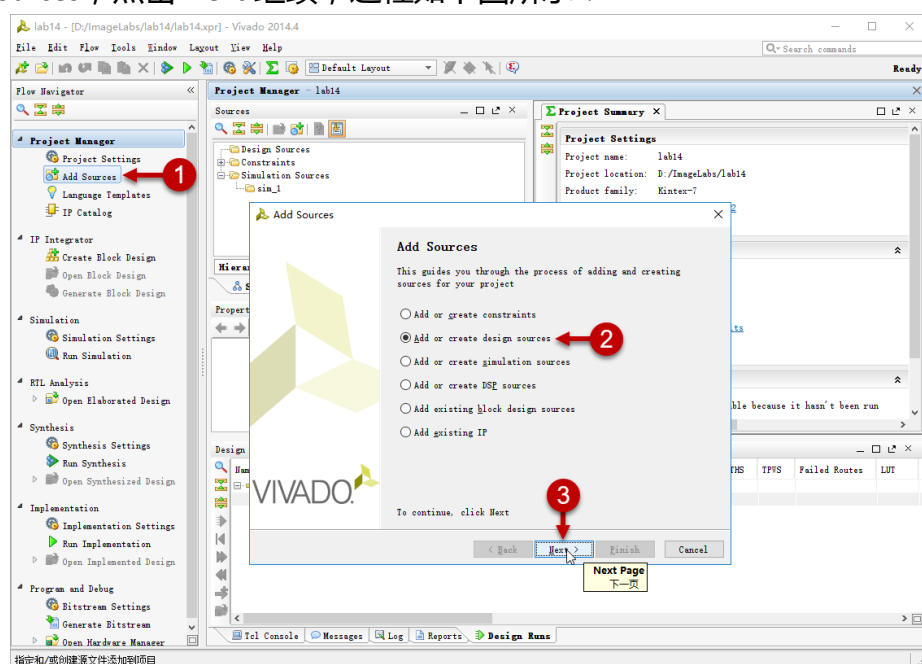 lab14 - [D:/ImageLabs/lab14/lab14.xpr] - Vivado 2014.4
File Edit Flow Tools Window Layout View Help
Search commands
Default Layout
Ready
Flow Navigator
Project Manager - lab14
Sources
Project Summary
Project Manager
Project Settings
Add Sources
1
Language Templates
IP Catalog
IP Integrator
Create Block Design
Open Block Design
Generate Block Design
Simulation
Simulation Settings
Run Simulation
RTL Analysis
Open Elaborated Design
Synthesis
Synthesis Settings
Run Synthesis
Open Synthesized Design
Implementation
Implementation Settings
Run Implementation
Open Implemented Design
Program and Debug
Bitstream Settings
Generate Bitstream
Open Hardware Manager
Design Sources
Constraints
Simulation Sources
sim_1
Project Settings
Project name: lab14
Project location: D:/ImageLabs/lab14
Product family: Kintex-7
Add Sources
Add Sources
This guides you through the process of adding and creating
sources for your project
Add or create constraints
Add or create design sources
2
Add or create simulation sources
Add or create DSP sources
Add existing block design sources
Add existing IP
VIVADO.
To continue, click Next
3
< Back Next > Finish Cancel
Next Page
下一页
because it hasn't been run
Design
TPWS Failed Routes LUT
Tcl Console Messages Log Reports Design Runs
指定和/或创建源文件添加到项目